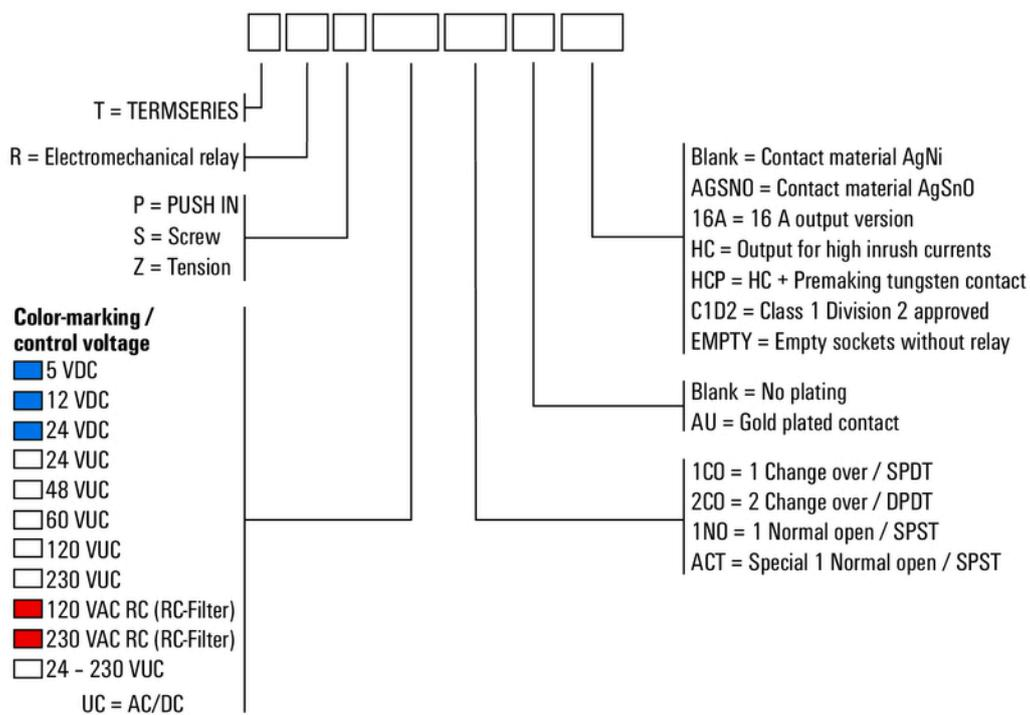 T = TERMSERIES
R = Electromechanical relay
P = PUSH IN
S = Screw
Z = Tension
Color-marking /
control voltage
5 VDC
12 VDC
24 VDC
24 VUC
48 VUC
60 VUC
120 VUC
230 VUC
120 VAC RC (RC-Filter)
230 VAC RC (RC-Filter)
24 – 230 VUC
UC = AC/DC
Blank = Contact material AgNi
AGSNO = Contact material AgSnO
16A = 16 A output version
HC = Output for high inrush currents
HCP = HC + Premaking tungsten contact
C1D2 = Class 1 Division 2 approved
EMPTY = Empty sockets without relay
Blank = No plating
AU = Gold plated contact
1CO = 1 Change over / SPDT
2CO = 2 Change over / DPDT
1NO = 1 Normal open / SPST
ACT = Special 1 Normal open / SPST